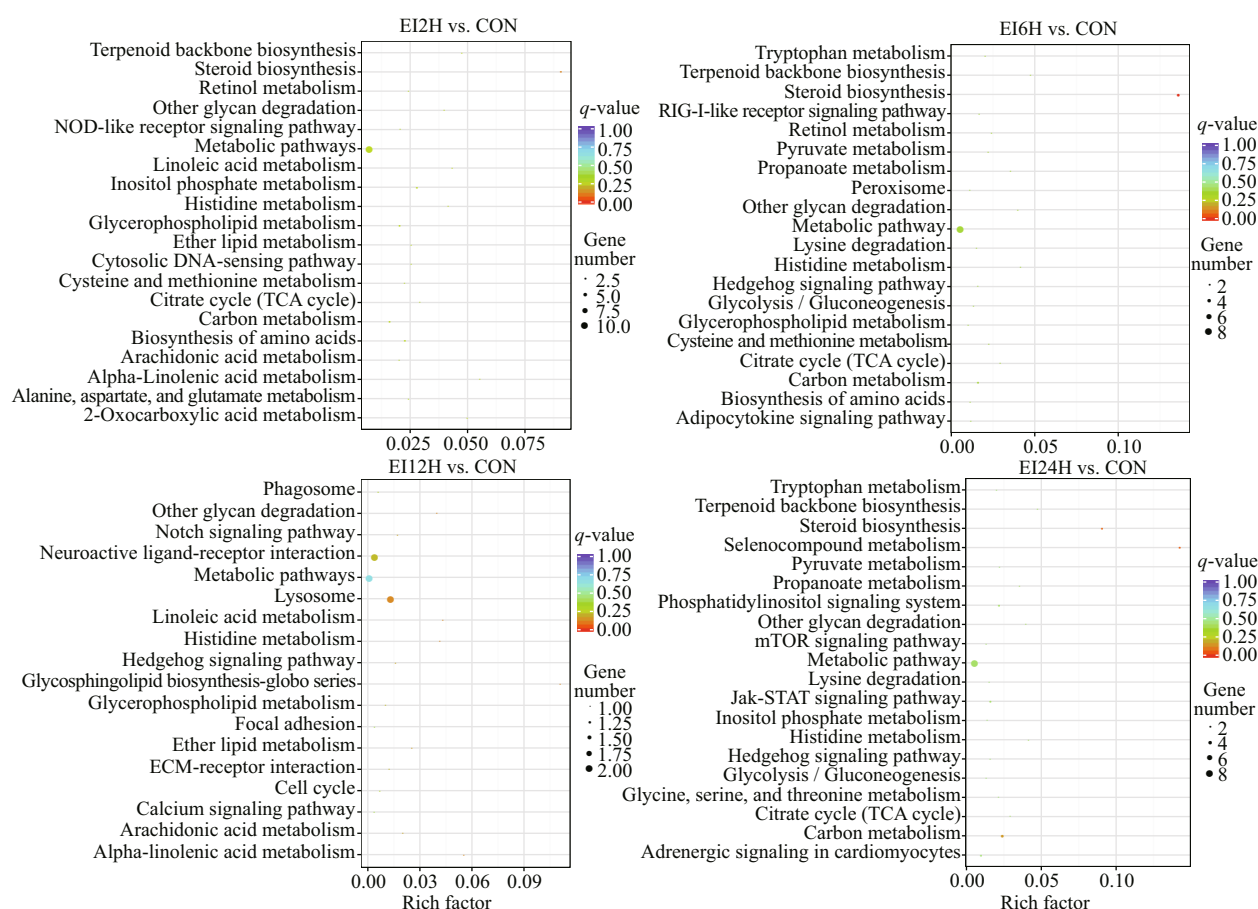 EI2H vs. CON
Terpenoid backbone biosynthesis
Steroid biosynthesis
Retinol metabolism
Other glycan degradation
NOD-like receptor signaling pathway
Metabolic pathways
Linoleic acid metabolism
Inositol phosphate metabolism
Histidine metabolism
Glycerophospholipid metabolism
Ether lipid metabolism
Cytosolic DNA-sensing pathway
Cysteine and methionine metabolism
Citrate cycle (TCA cycle)
Carbon metabolism
Biosynthesis of amino acids
Arachidonic acid metabolism
Alpha-Linolenic acid metabolism
Alanine, aspartate, and glutamate metabolism
2-Oxocarboxylic acid metabolism
0.025 0.050 0.075
q-value
1.00
0.75
0.50
0.25
0.00
Gene
number
2.5
5.0
7.5
10.0
EI6H vs. CON
Tryptophan metabolism
Terpenoid backbone biosynthesis
Steroid biosynthesis
RIG-I-like receptor signaling pathway
Retinol metabolism
Pyruvate metabolism
Propanoate metabolism
Peroxisome
Other glycan degradation
Metabolic pathway
Lysine degradation
Histidine metabolism
Hedgehog signaling pathway
Glycolysis / Gluconeogenesis
Glycerophospholipid metabolism
Cysteine and methionine metabolism
Citrate cycle (TCA cycle)
Carbon metabolism
Biosynthesis of amino acids
Adipocytokine signaling pathway
0.00 0.05 0.10
q-value
1.00
0.75
0.50
0.25
0.00
Gene
number
2
4
6
8
EI12H vs. CON
Phagosome
Other glycan degradation
Notch signaling pathway
Neuroactive ligand-receptor interaction
Metabolic pathways
Lysosome
Linoleic acid metabolism
Histidine metabolism
Hedgehog signaling pathway
Glycosphingolipid biosynthesis-globo series
Glycerophospholipid metabolism
Focal adhesion
Ether lipid metabolism
ECM-receptor interaction
Cell cycle
Calcium signaling pathway
Arachidonic acid metabolism
Alpha-linolenic acid metabolism
0.00 0.03 0.06 0.09
Rich factor
q-value
1.00
0.75
0.50
0.25
0.00
Gene
number
1.00
1.25
1.50
1.75
2.00
EI24H vs. CON
Tryptophan metabolism
Terpenoid backbone biosynthesis
Steroid biosynthesis
Selenocompound metabolism
Pyruvate metabolism
Propanoate metabolism
Phosphatidylinositol signaling system
Other glycan degradation
mTOR signaling pathway
Metabolic pathway
Lysine degradation
Jak-STAT signaling pathway
Inositol phosphate metabolism
Histidine metabolism
Hedgehog signaling pathway
Glycolysis / Gluconeogenesis
Glycine, serine, and threonine metabolism
Citrate cycle (TCA cycle)
Carbon metabolism
Adrenergic signaling in cardiomyocytes
0.00 0.05 0.10
Rich factor
q-value
1.00
0.75
0.50
0.25
0.00
Gene
number
2
4
6
8